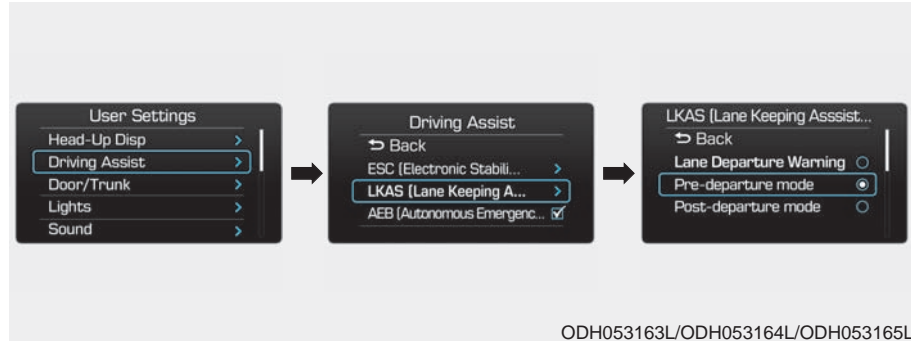 User Settings
Head-Up Disp
Driving Assist
Door/Trunk
Lights
Sound
Driving Assist
Back
ESC (Electronic Stabili...
LKAS (Lane Keeping A...
AEB (Autonomous Emergenc...
LKAS (Lane Keeping Asssist...
Back
Lane Departure Warning
Pre-departure mode
Post-departure mode
ODH053163L/ODH053164L/ODH053165L